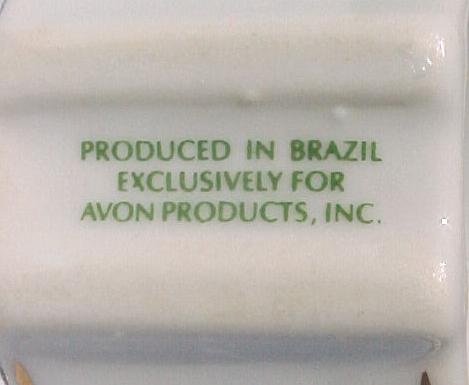 PRODUCED IN BRAZIL
EXCLUSIVELY FOR
AVON PRODUCTS, INC.